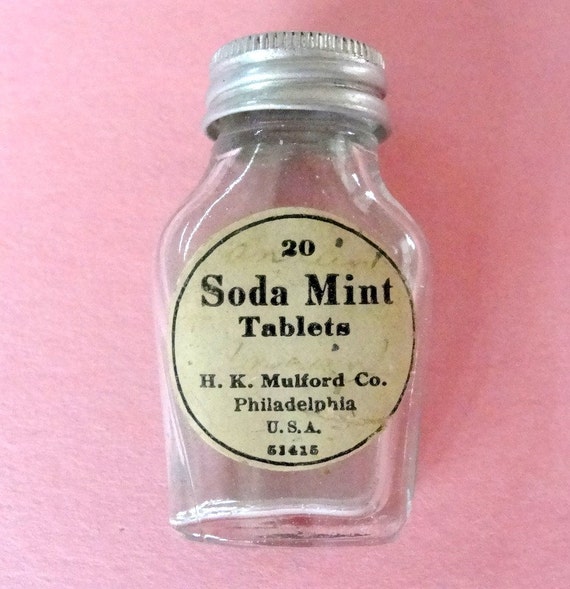 20
Soda Mint
Tablets
H. K. Mulford Co.
Philadelphia
U.S.A.
51415